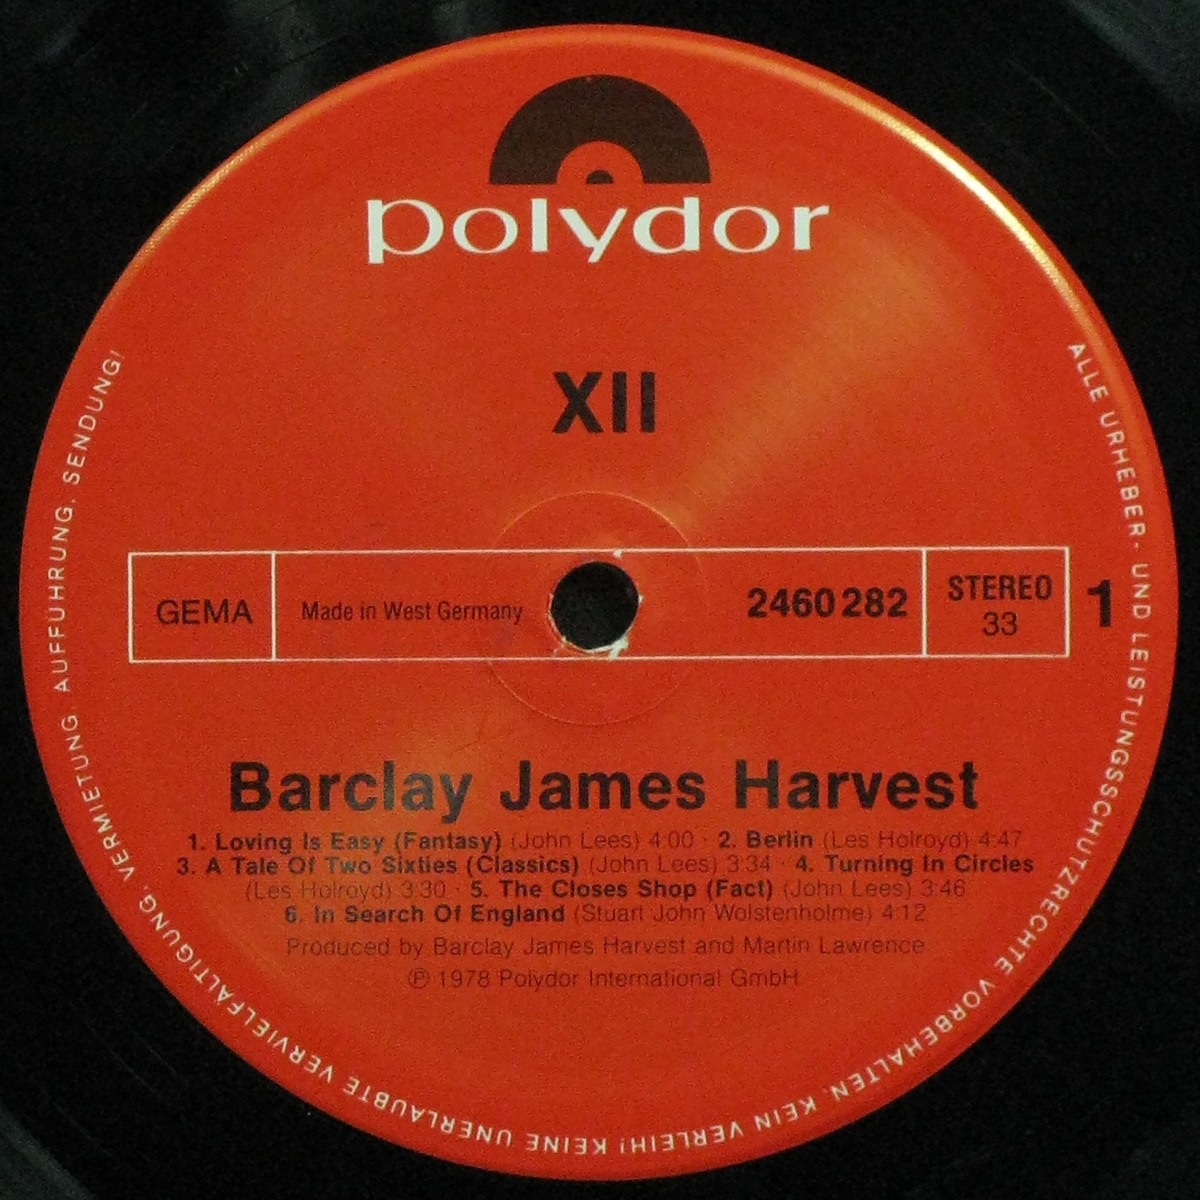 polydor
XII
GEMA
Made in West Germany
2460 282
STEREO
33
1
Barclay James Harvest
1. Loving Is Easy (Fantasy) (John Lees) 4:00 · 2. Berlin (Les Holroyd) 4:47
3. A Tale Of Two Sixties (Classics) (John Lees) 3:34 · 4. Turning In Circles
(Les Holroyd) 3:30 · 5. The Closes Shop (Fact) (John Lees) 3:46
6. In Search Of England (Stuart John Wolstenholme) 4:12
Produced by Barclay James Harvest and Martin Lawrence
℗ 1978 Polydor International GmbH
ALLE URHEBER- UND LEISTUNGSSCHUTZRECHTE VORBEHALTEN. KEIN VERLEIH! KEINE UNERLAUBTE VERVIELFÄLTIGUNG, VERMIETUNG, AUFFÜHRUNG, SENDUNG!